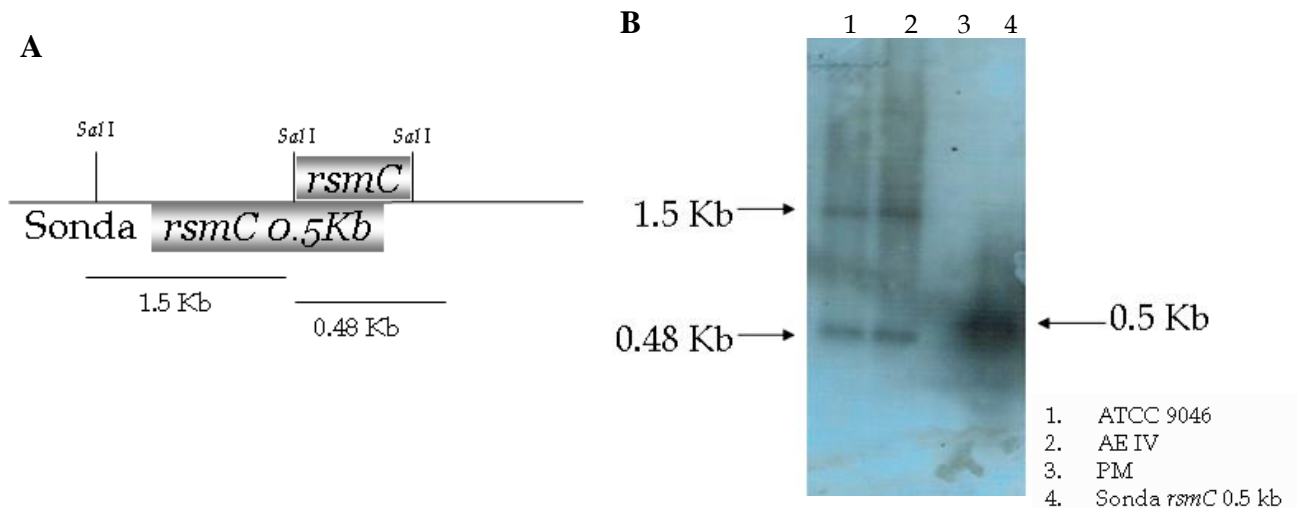 A
SalI
SalI
SalI
rsmC
Sonda rsmC 0.5Kb
1.5 Kb
0.48 Kb
B
1 2 3 4
1.5 Kb
0.48 Kb
0.5 Kb
1. ATCC 9046
2. AE IV
3. PM
4. Sonda rsmC 0.5 kb